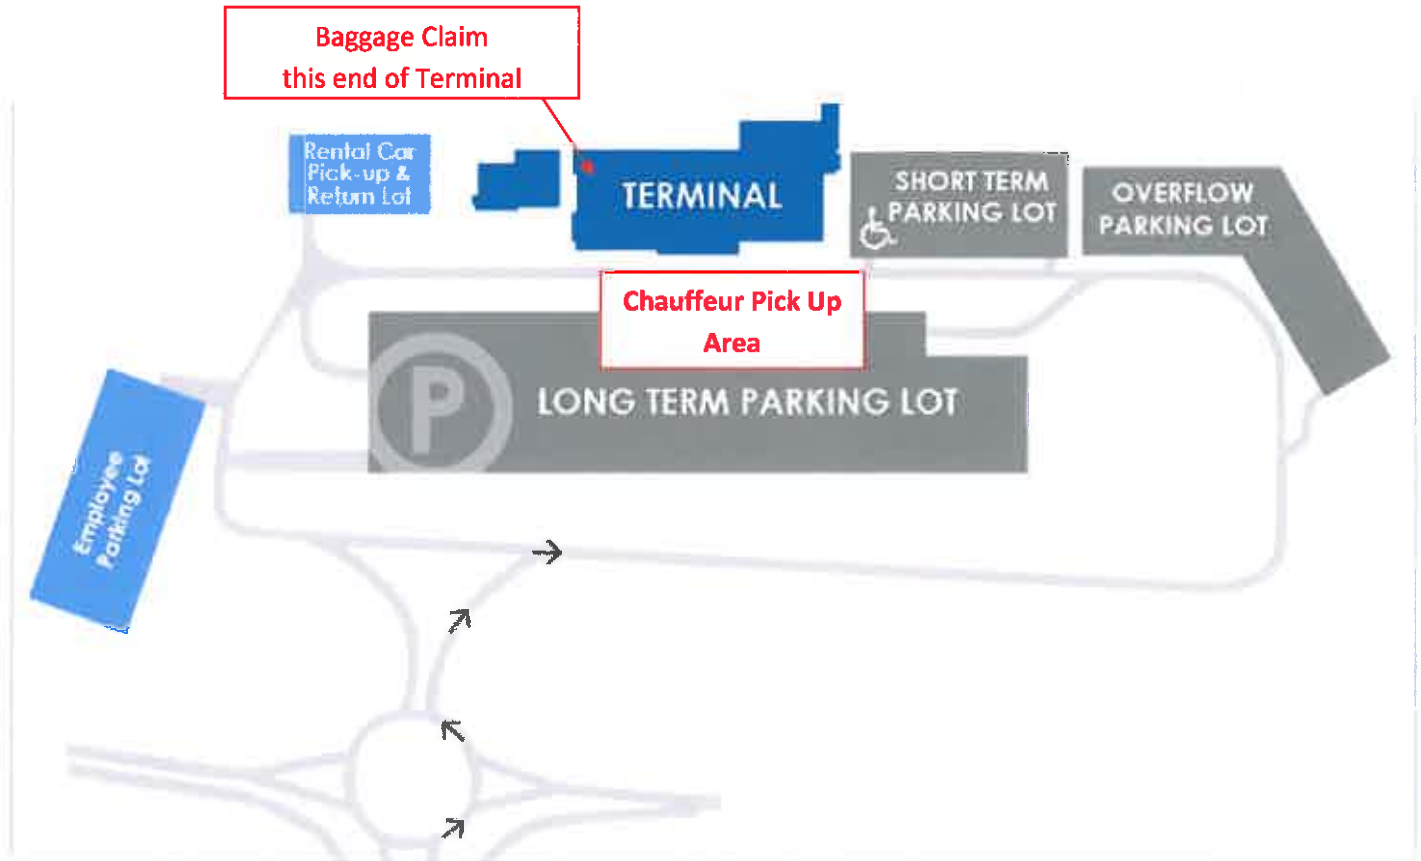 Baggage Claim
this end of Terminal
Rental Car
Pick-up &
Return Lot
TERMINAL
SHORT TERM
PARKING LOT
OVERFLOW
PARKING LOT
Chauffeur Pick Up
Area
P
LONG TERM PARKING LOT
Employee
Parking Lot